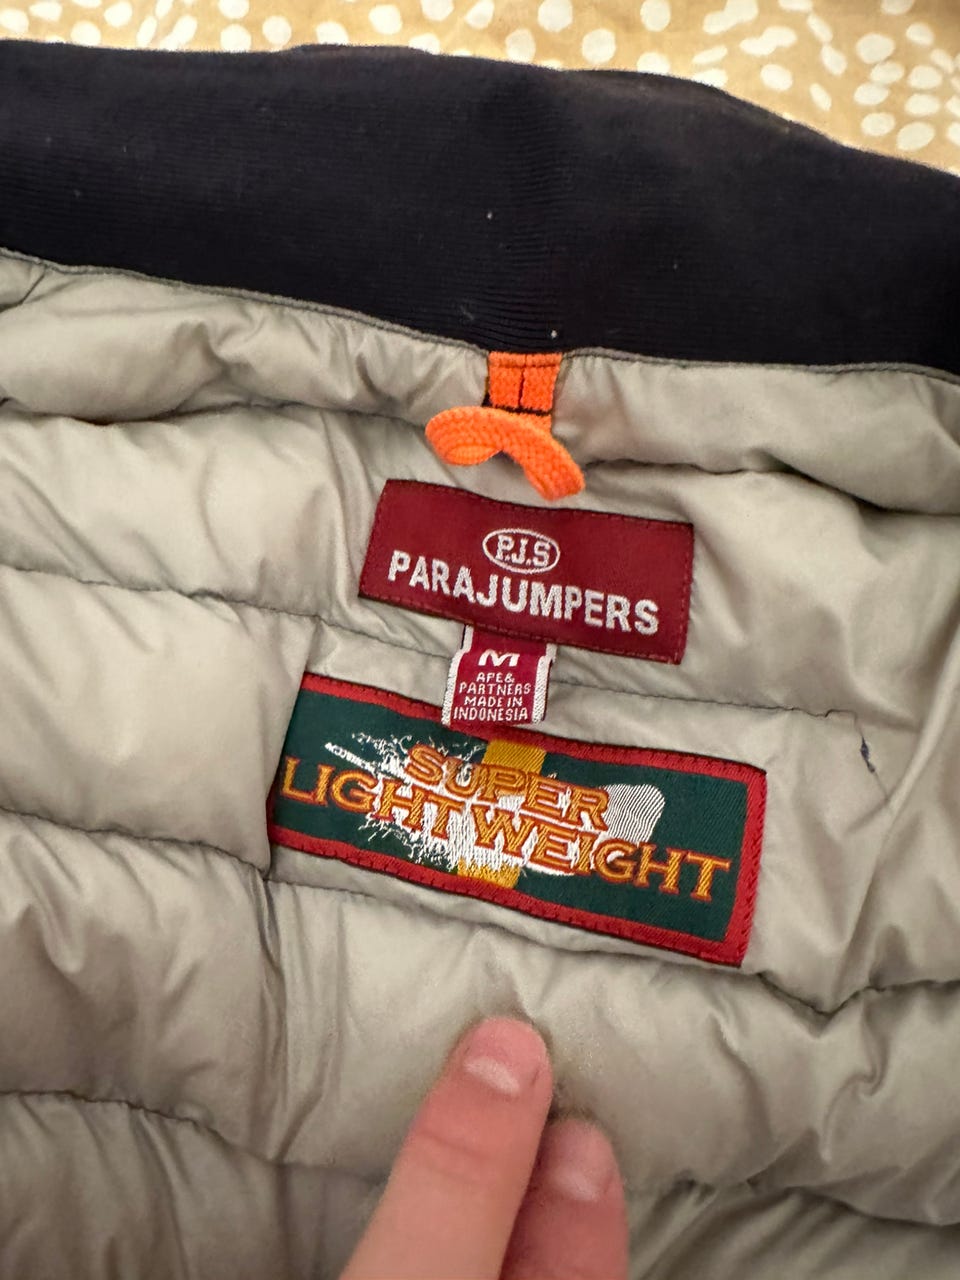 P.J.S
PARAJUMPERS
M
APE&
PARTNERS
MADE IN
INDONESIA
SUPER
LIGHTWEIGHT